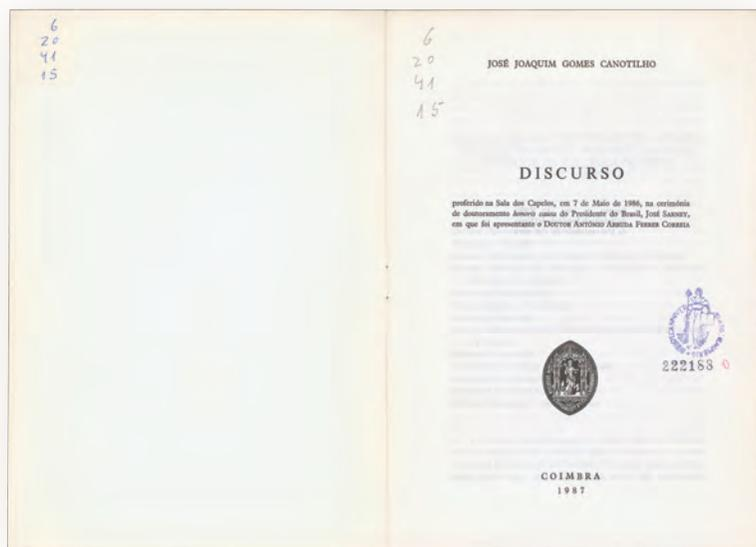 6
20
41
15
6
20
41
15
JOSÉ JOAQUIM GOMES CANOTILHO
DISCURSO
proferido na Sala dos Capelos, em 7 de Maio de 1986, na cerimónia
de doutoramento honoris causa do Presidente do Brasil, JOSÉ SARNEY,
em que foi apresentante o DOUTOR ANTÓNIO ARRUDA FERRER CORREIA
222188
COIMBRA
1987